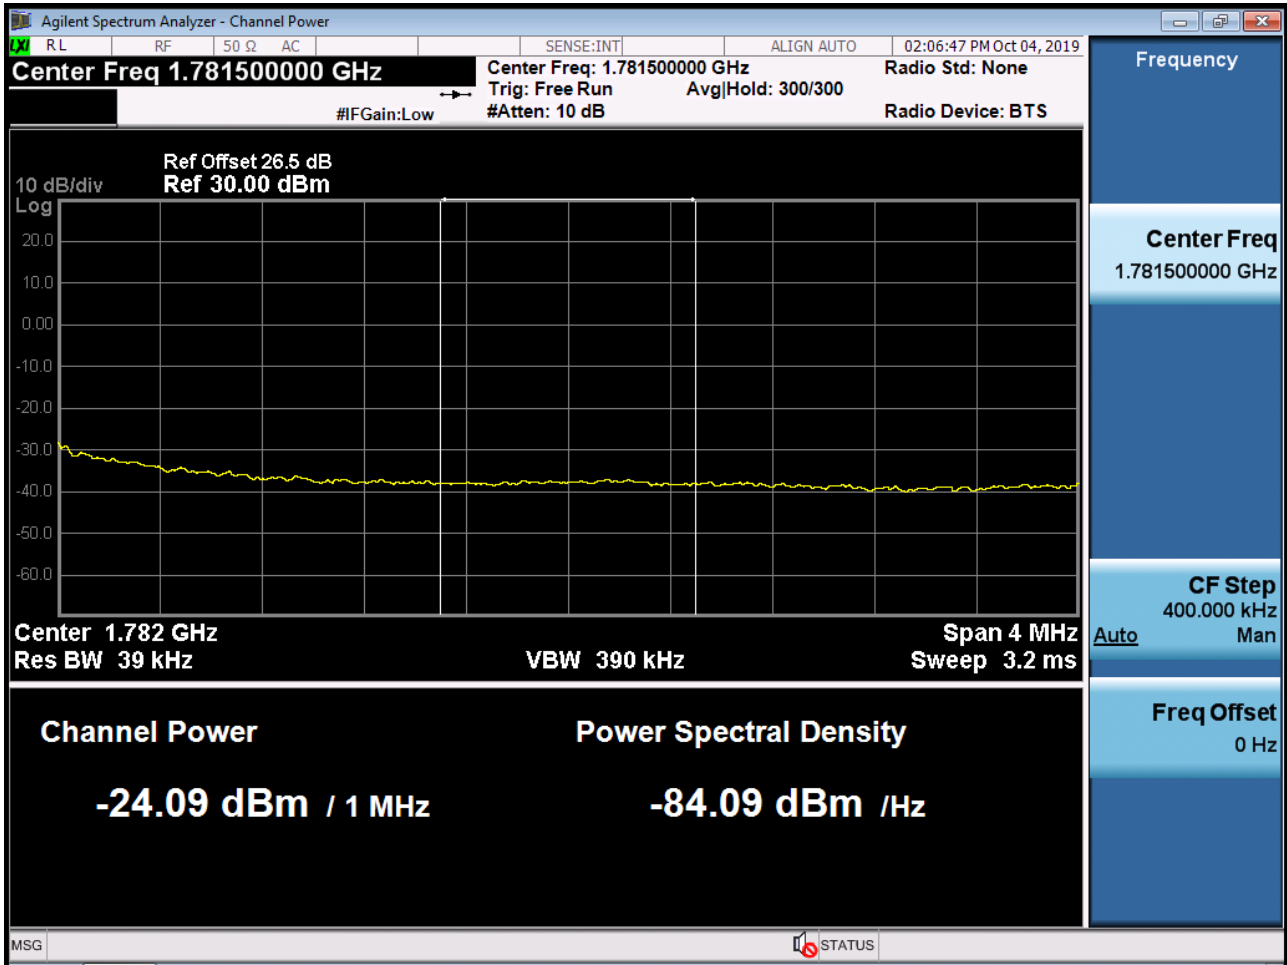 Agilent Spectrum Analyzer - Channel Power
LXI RL RF 50 Ω AC SENSE:INT ALIGN AUTO 02:06:47 PM Oct 04, 2019
Center Freq 1.781500000 GHz
#IFGain:Low
Center Freq: 1.781500000 GHz
Trig: Free Run Avg|Hold: 300/300
#Atten: 10 dB
Radio Std: None
Radio Device: BTS
Ref Offset 26.5 dB
10 dB/div Ref 30.00 dBm
Log
20.0
10.0
0.00
-10.0
-20.0
-30.0
-40.0
-50.0
-60.0
Center 1.782 GHz Span 4 MHz
Res BW 39 kHz VBW 390 kHz Sweep 3.2 ms
Channel Power Power Spectral Density
-24.09 dBm / 1 MHz -84.09 dBm /Hz
Frequency
Center Freq
1.781500000 GHz
CF Step
400.000 kHz
Auto Man
Freq Offset
0 Hz
MSG STATUS